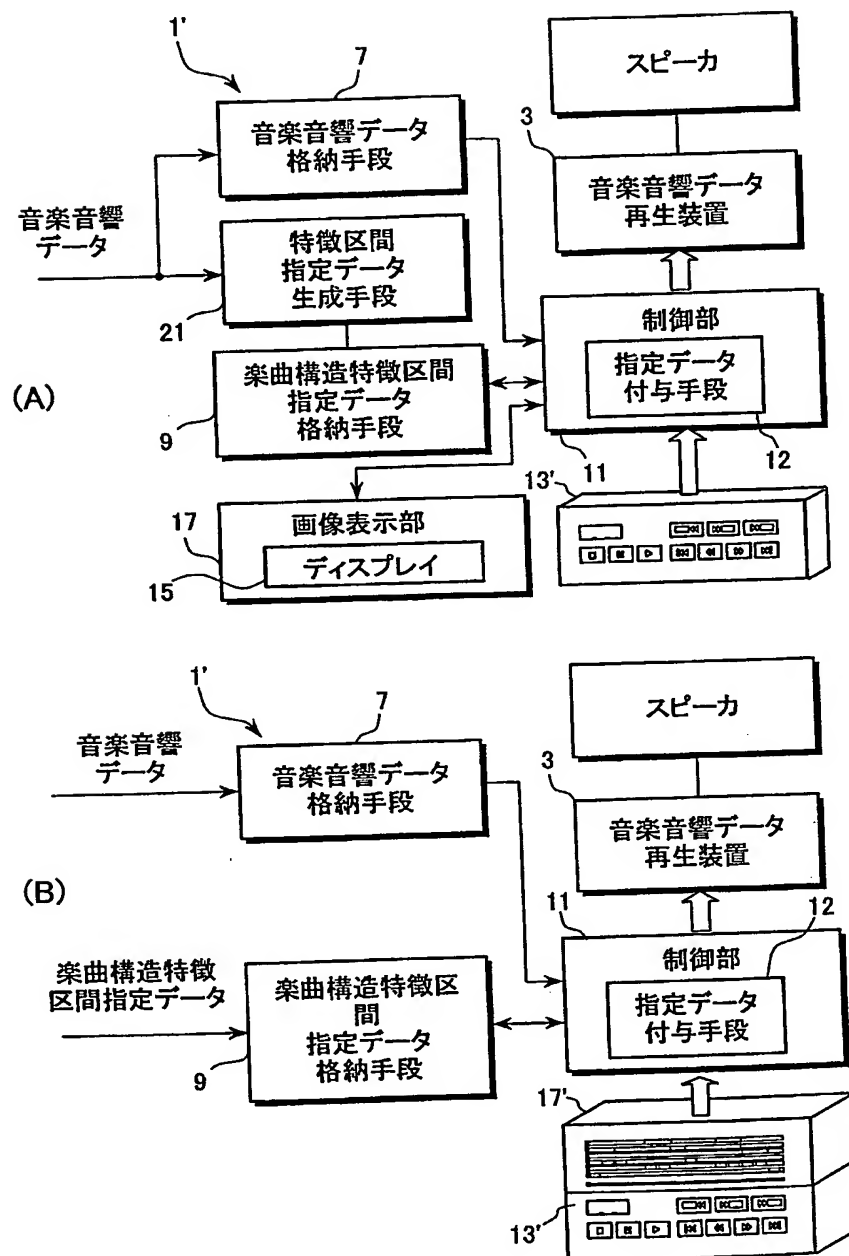 1'
7
スピーカ
音楽音響データ
格納手段
3
音楽音響データ
再生装置
音楽音響
データ
特徴区間
指定データ
生成手段
21
制御部
指定データ
付与手段
(A)
楽曲構造特徴区間
指定データ
格納手段
9
11
12
13'
画像表示部
17
ディスプレイ
15
1'
7
スピーカ
音楽音響
データ
音楽音響データ
格納手段
3
音楽音響データ
再生装置
(B)
11
12
制御部
指定データ
付与手段
楽曲構造特徴
区間指定データ
楽曲構造特徴区
間
指定データ
格納手段
9
17'
13'